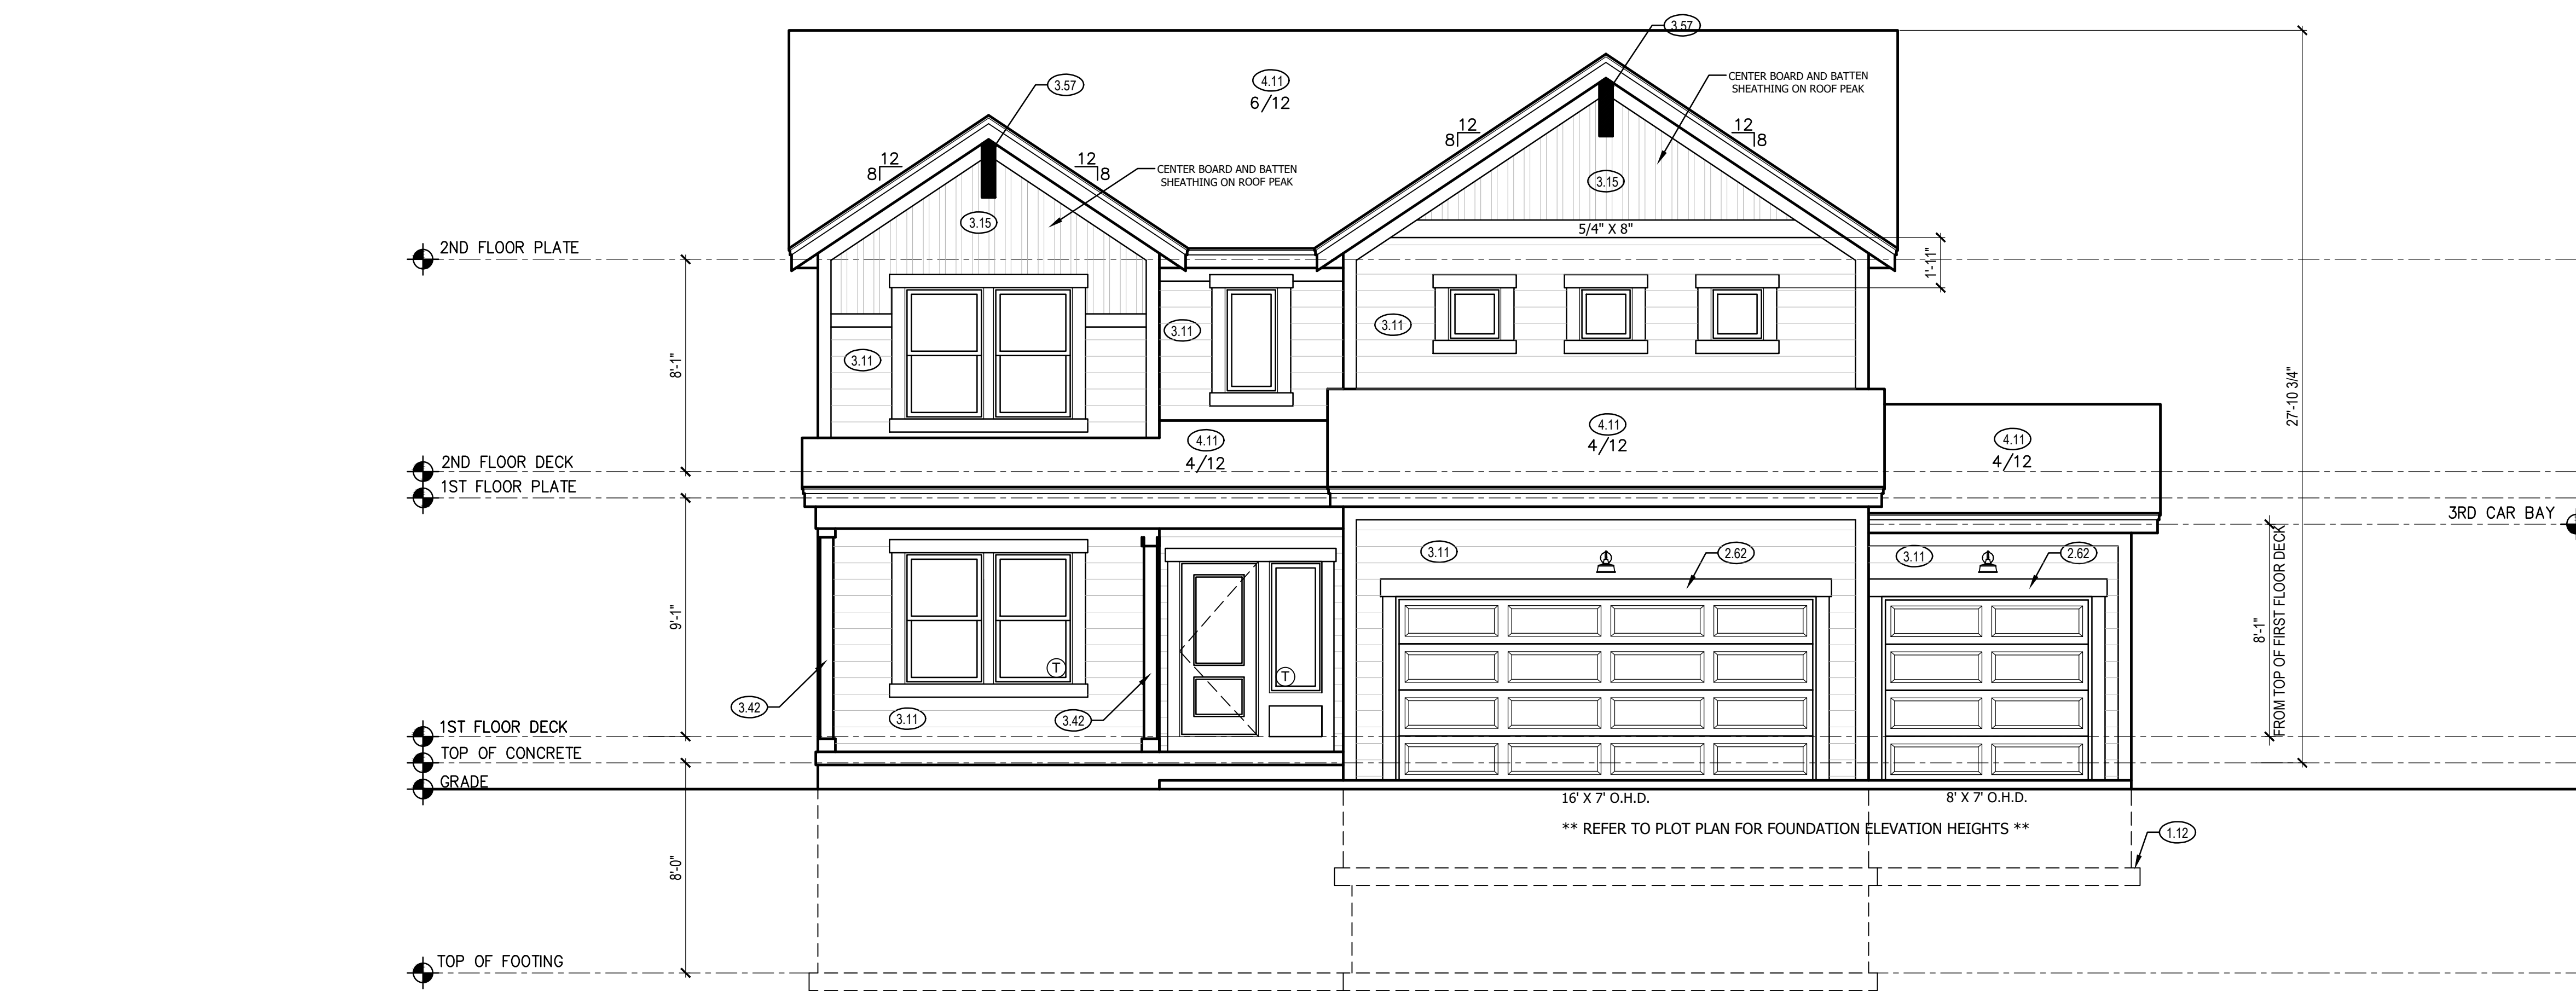 3.57
3.57
4.11
6/12
CENTER BOARD AND BATTEN
SHEATHING ON ROOF PEAK
12
8
12
8
12
8
12
8
CENTER BOARD AND BATTEN
SHEATHING ON ROOF PEAK
3.15
3.15
5/4" X 8"
2ND FLOOR PLATE
1'-11"
3.11
3.11
3.11
8'-1"
27'-10 3/4"
4.11
4/12
4.11
4/12
4.11
4/12
2ND FLOOR DECK
1ST FLOOR PLATE
3RD CAR BAY
3.11
2.62
3.11
2.62
9'-1"
8'-1"
FROM TOP OF FIRST FLOOR DECK
T
T
3.42
3.11
3.42
1ST FLOOR DECK
TOP OF CONCRETE
GRADE
16' X 7' O.H.D.
8' X 7' O.H.D.
** REFER TO PLOT PLAN FOR FOUNDATION ELEVATION HEIGHTS **
1.12
8'-0"
TOP OF FOOTING